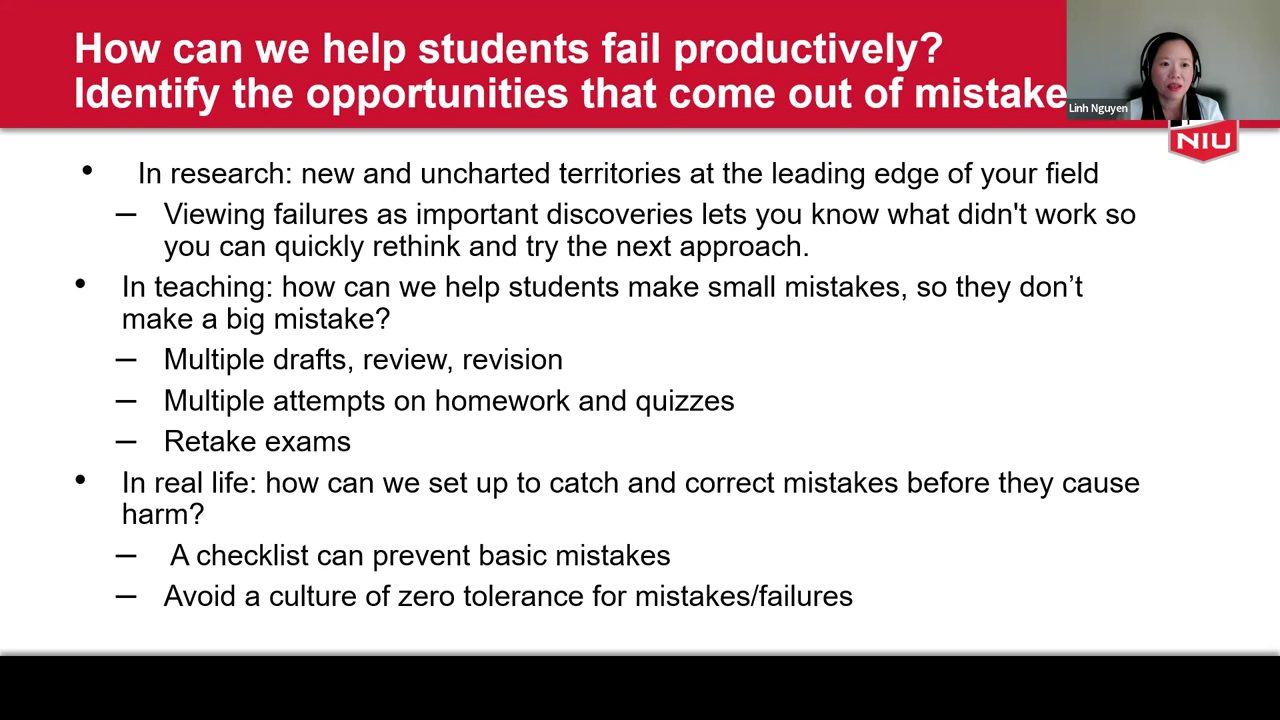 How can we help students fail productively?
Identify the opportunities that come out of mistake
Linh Nguyen
NIU
• In research: new and uncharted territories at the leading edge of your field
– Viewing failures as important discoveries lets you know what didn't work so
you can quickly rethink and try the next approach.
• In teaching: how can we help students make small mistakes, so they don’t
make a big mistake?
– Multiple drafts, review, revision
– Multiple attempts on homework and quizzes
– Retake exams
• In real life: how can we set up to catch and correct mistakes before they cause
harm?
– A checklist can prevent basic mistakes
– Avoid a culture of zero tolerance for mistakes/failures